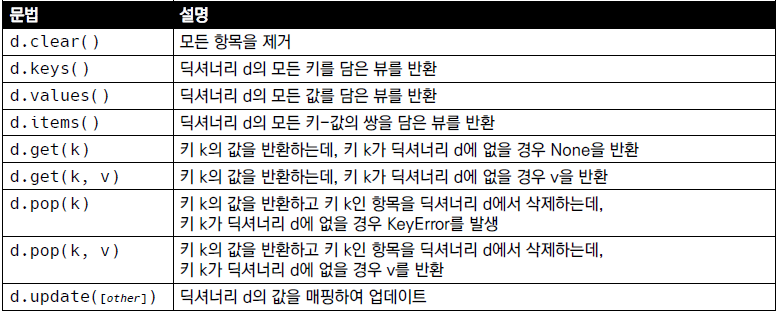 문법 설명
d.clear() 모든 항목을 제거
d.keys() 딕셔너리 d의 모든 키를 담은 뷰를 반환
d.values() 딕셔너리 d의 모든 값를 담은 뷰를 반환
d.items() 딕셔너리 d의 모든 키-값의 쌍을 담은 뷰를 반환
d.get(k) 키 k의 값을 반환하는데, 키 k가 딕셔너리 d에 없을 경우 None을 반환
d.get(k, v) 키 k의 값을 반환하는데, 키 k가 딕셔너리 d에 없을 경우 v을 반환
d.pop(k) 키 k의 값을 반환하고 키 k인 항목을 딕셔너리 d에서 삭제하는데,
키 k가 딕셔너리 d에 없을 경우 KeyError를 발생
d.pop(k, v) 키 k의 값을 반환하고 키 k인 항목을 딕셔너리 d에서 삭제하는데,
키 k가 딕셔너리 d에 없을 경우 v를 반환
d.update([other]) 딕셔너리 d의 값을 매핑하여 업데이트